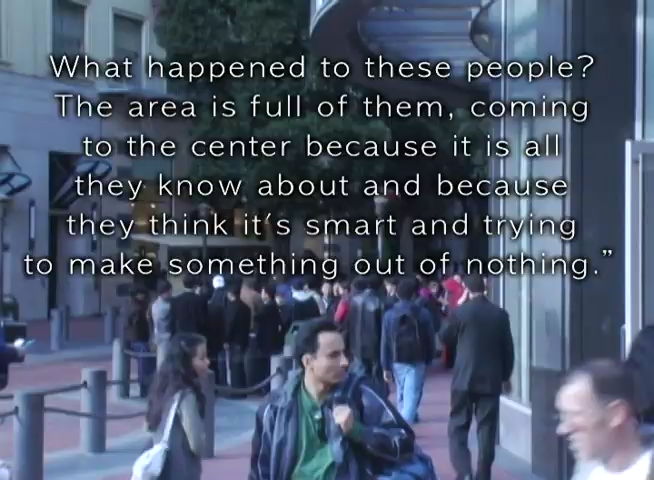 What happened to these people?
The area is full of them, coming
to the center because it is all
they know about and because
they think it's smart and trying
to make something out of nothing.”